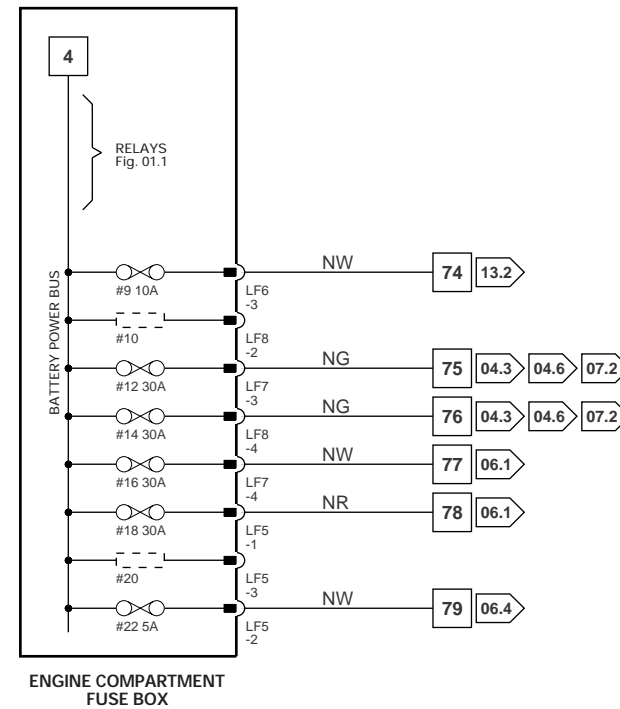 4
RELAYS
Fig. 01.1
BATTERY POWER BUS
#9 10A
LF6
-3
NW
74 13.2
#10
LF8
-2
#12 30A
LF7
-3
NG
75 04.3 04.6 07.2
#14 30A
LF8
-4
NG
76 04.3 04.6 07.2
#16 30A
LF7
-4
NW
77 06.1
#18 30A
LF5
-1
NR
78 06.1
#20
LF5
-3
#22 5A
LF5
-2
NW
79 06.4
ENGINE COMPARTMENT
FUSE BOX